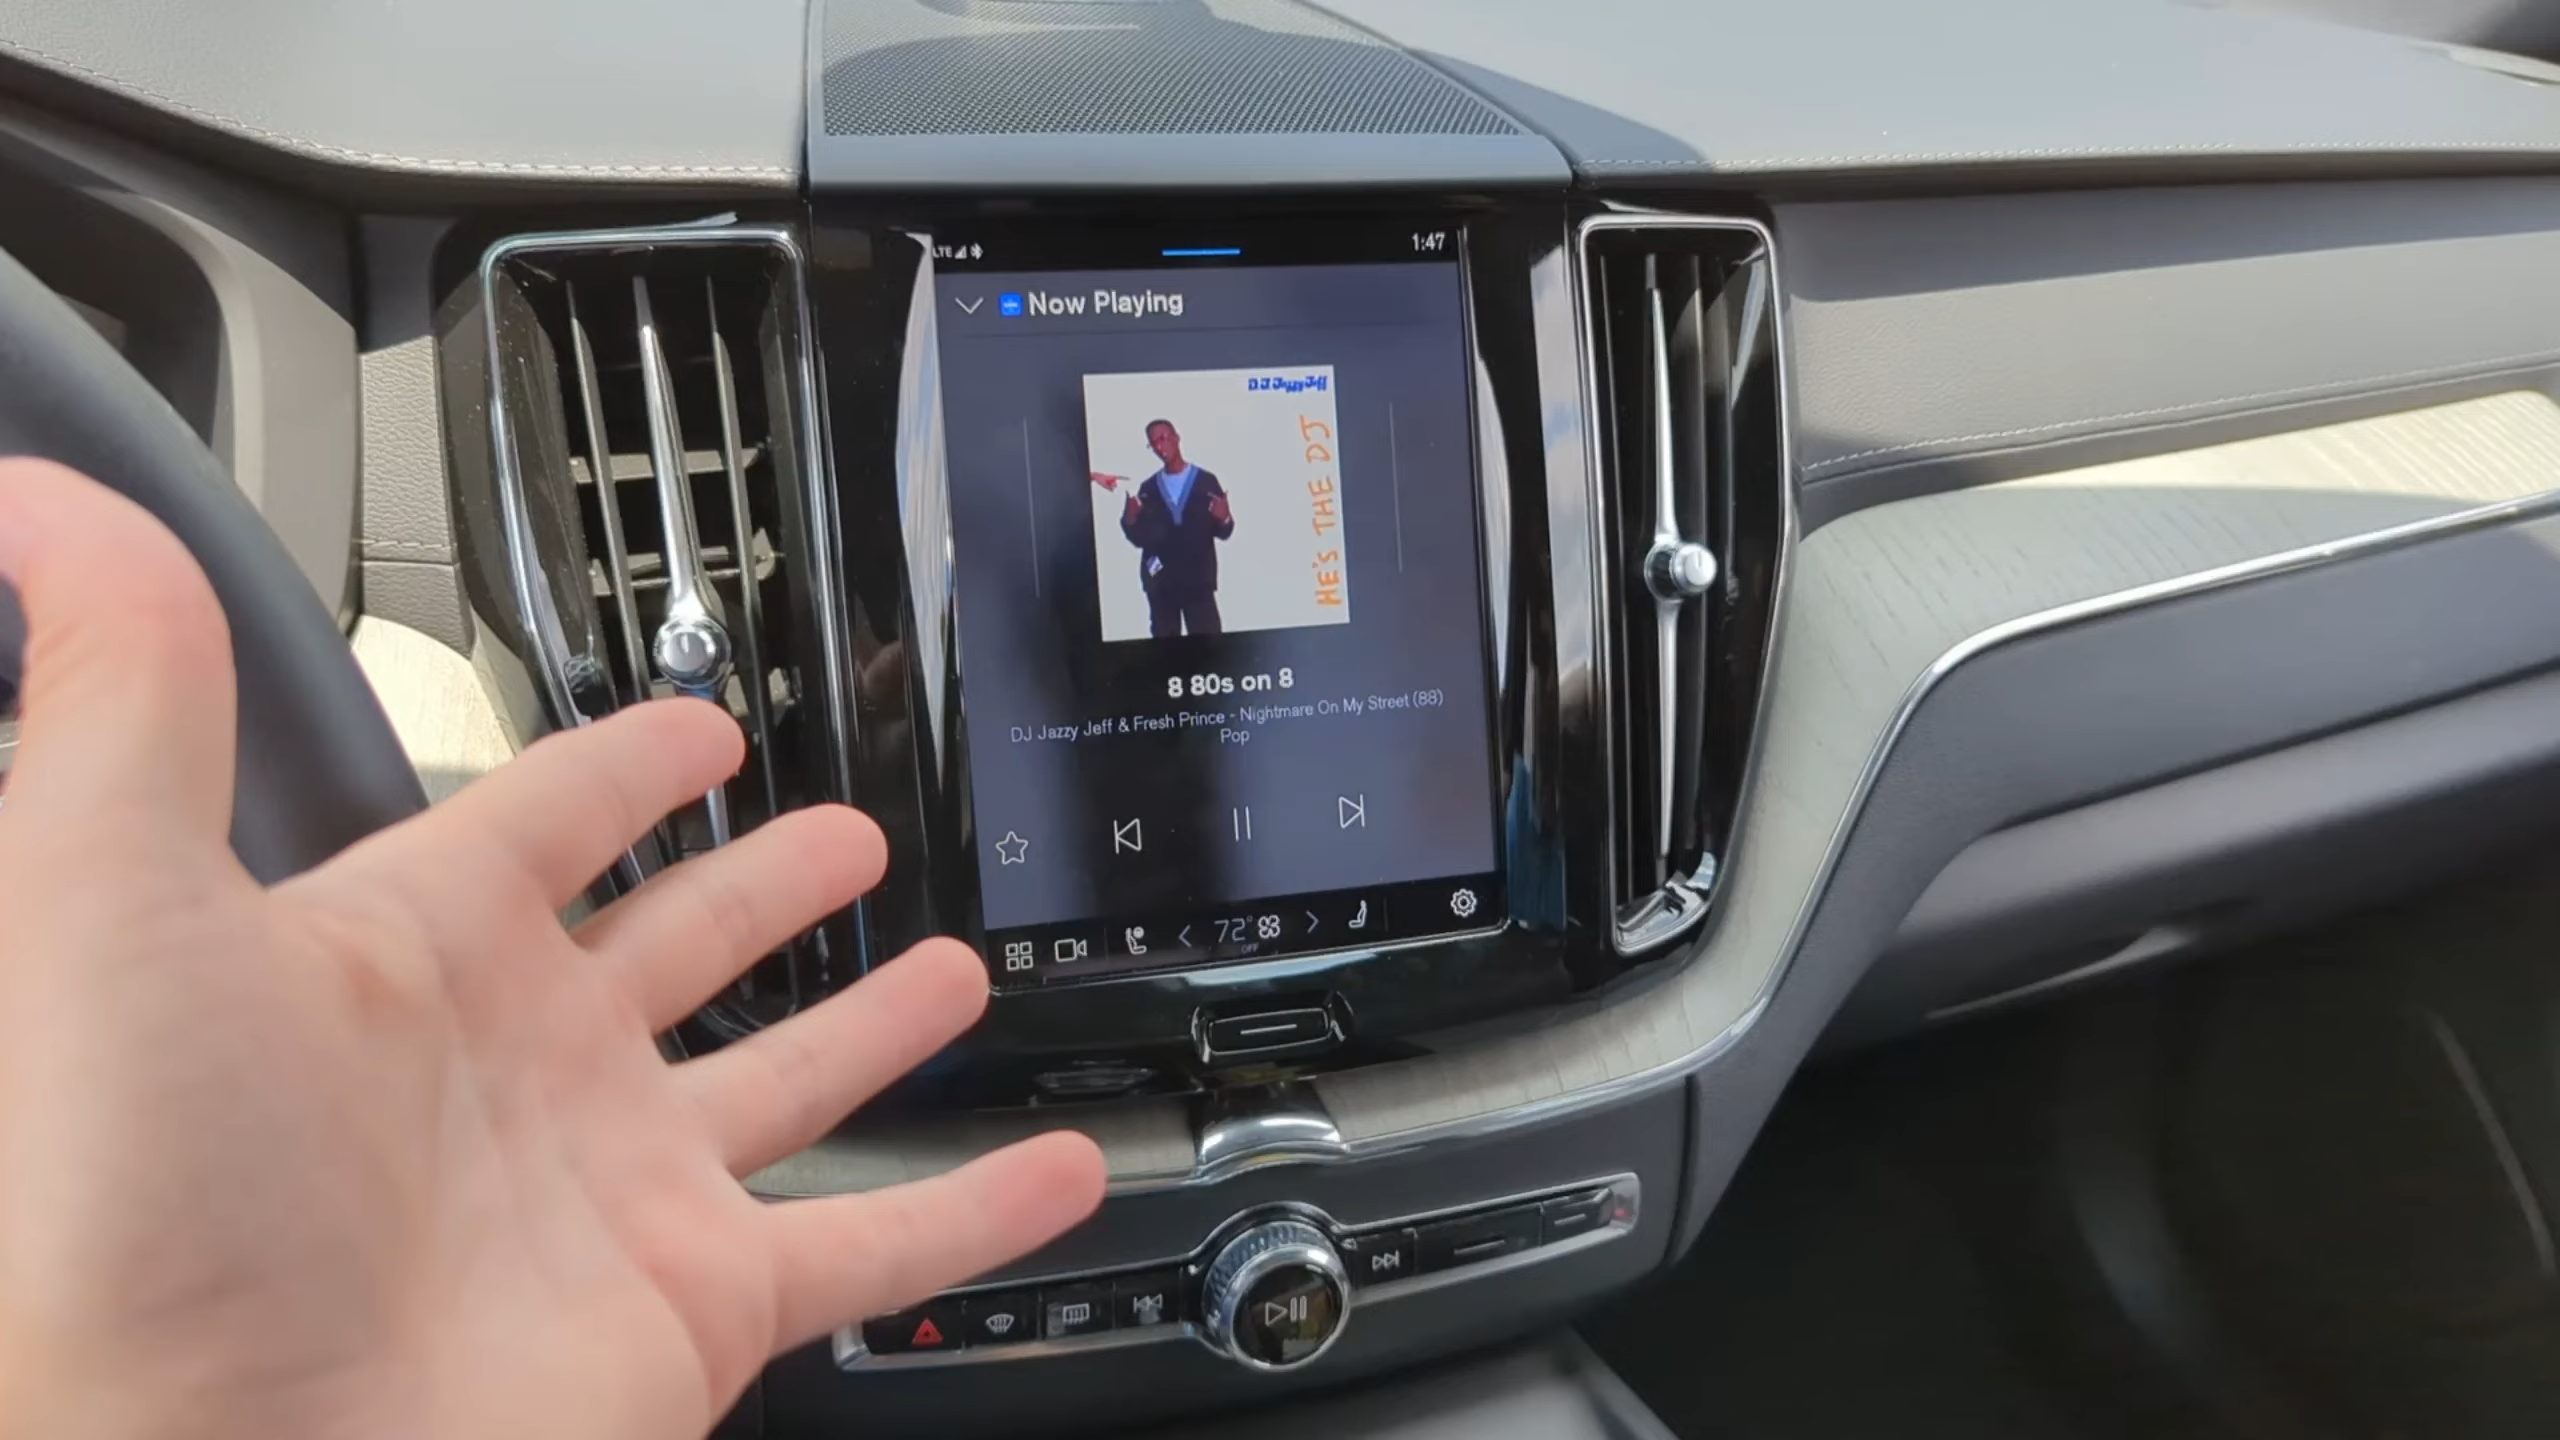 LTE 1:47
Now Playing
DJ Jazzy Jeff
HE'S THE DJ
8 80s on 8
DJ Jazzy Jeff & Fresh Prince - Nightmare On My Street (88)
Pop
72°
OFF